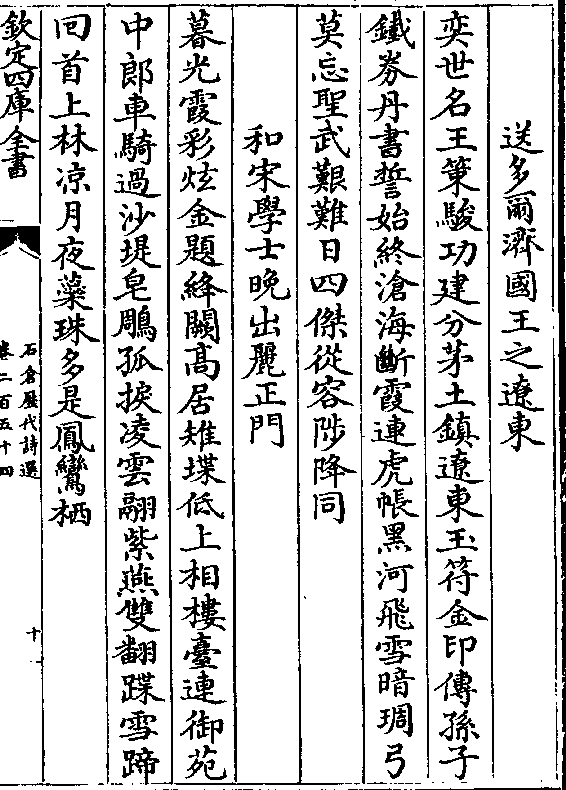 送多爾濟國王之遼東
奕世名王策駿功建分茅土鎮遼東玉符金印傳孫子
鐵券丹書誓始終滄海斷霞連虎帳黑河飛雪暗琱弓
莫忘聖武艱難日四傑從容陟降同
和宋學士晚出麗正門
暮光霞彩炫金題絳闕髙居雉堞低上相樓臺連御苑
中郎車騎過沙堤皂鵰孤捩凌雲翮紫燕雙翻蹀雪蹄
回首上林凉月夜蘂珠多是鳳鸞栖
欽定四庫全書
石倉歷代詩選
卷二百五十四
十